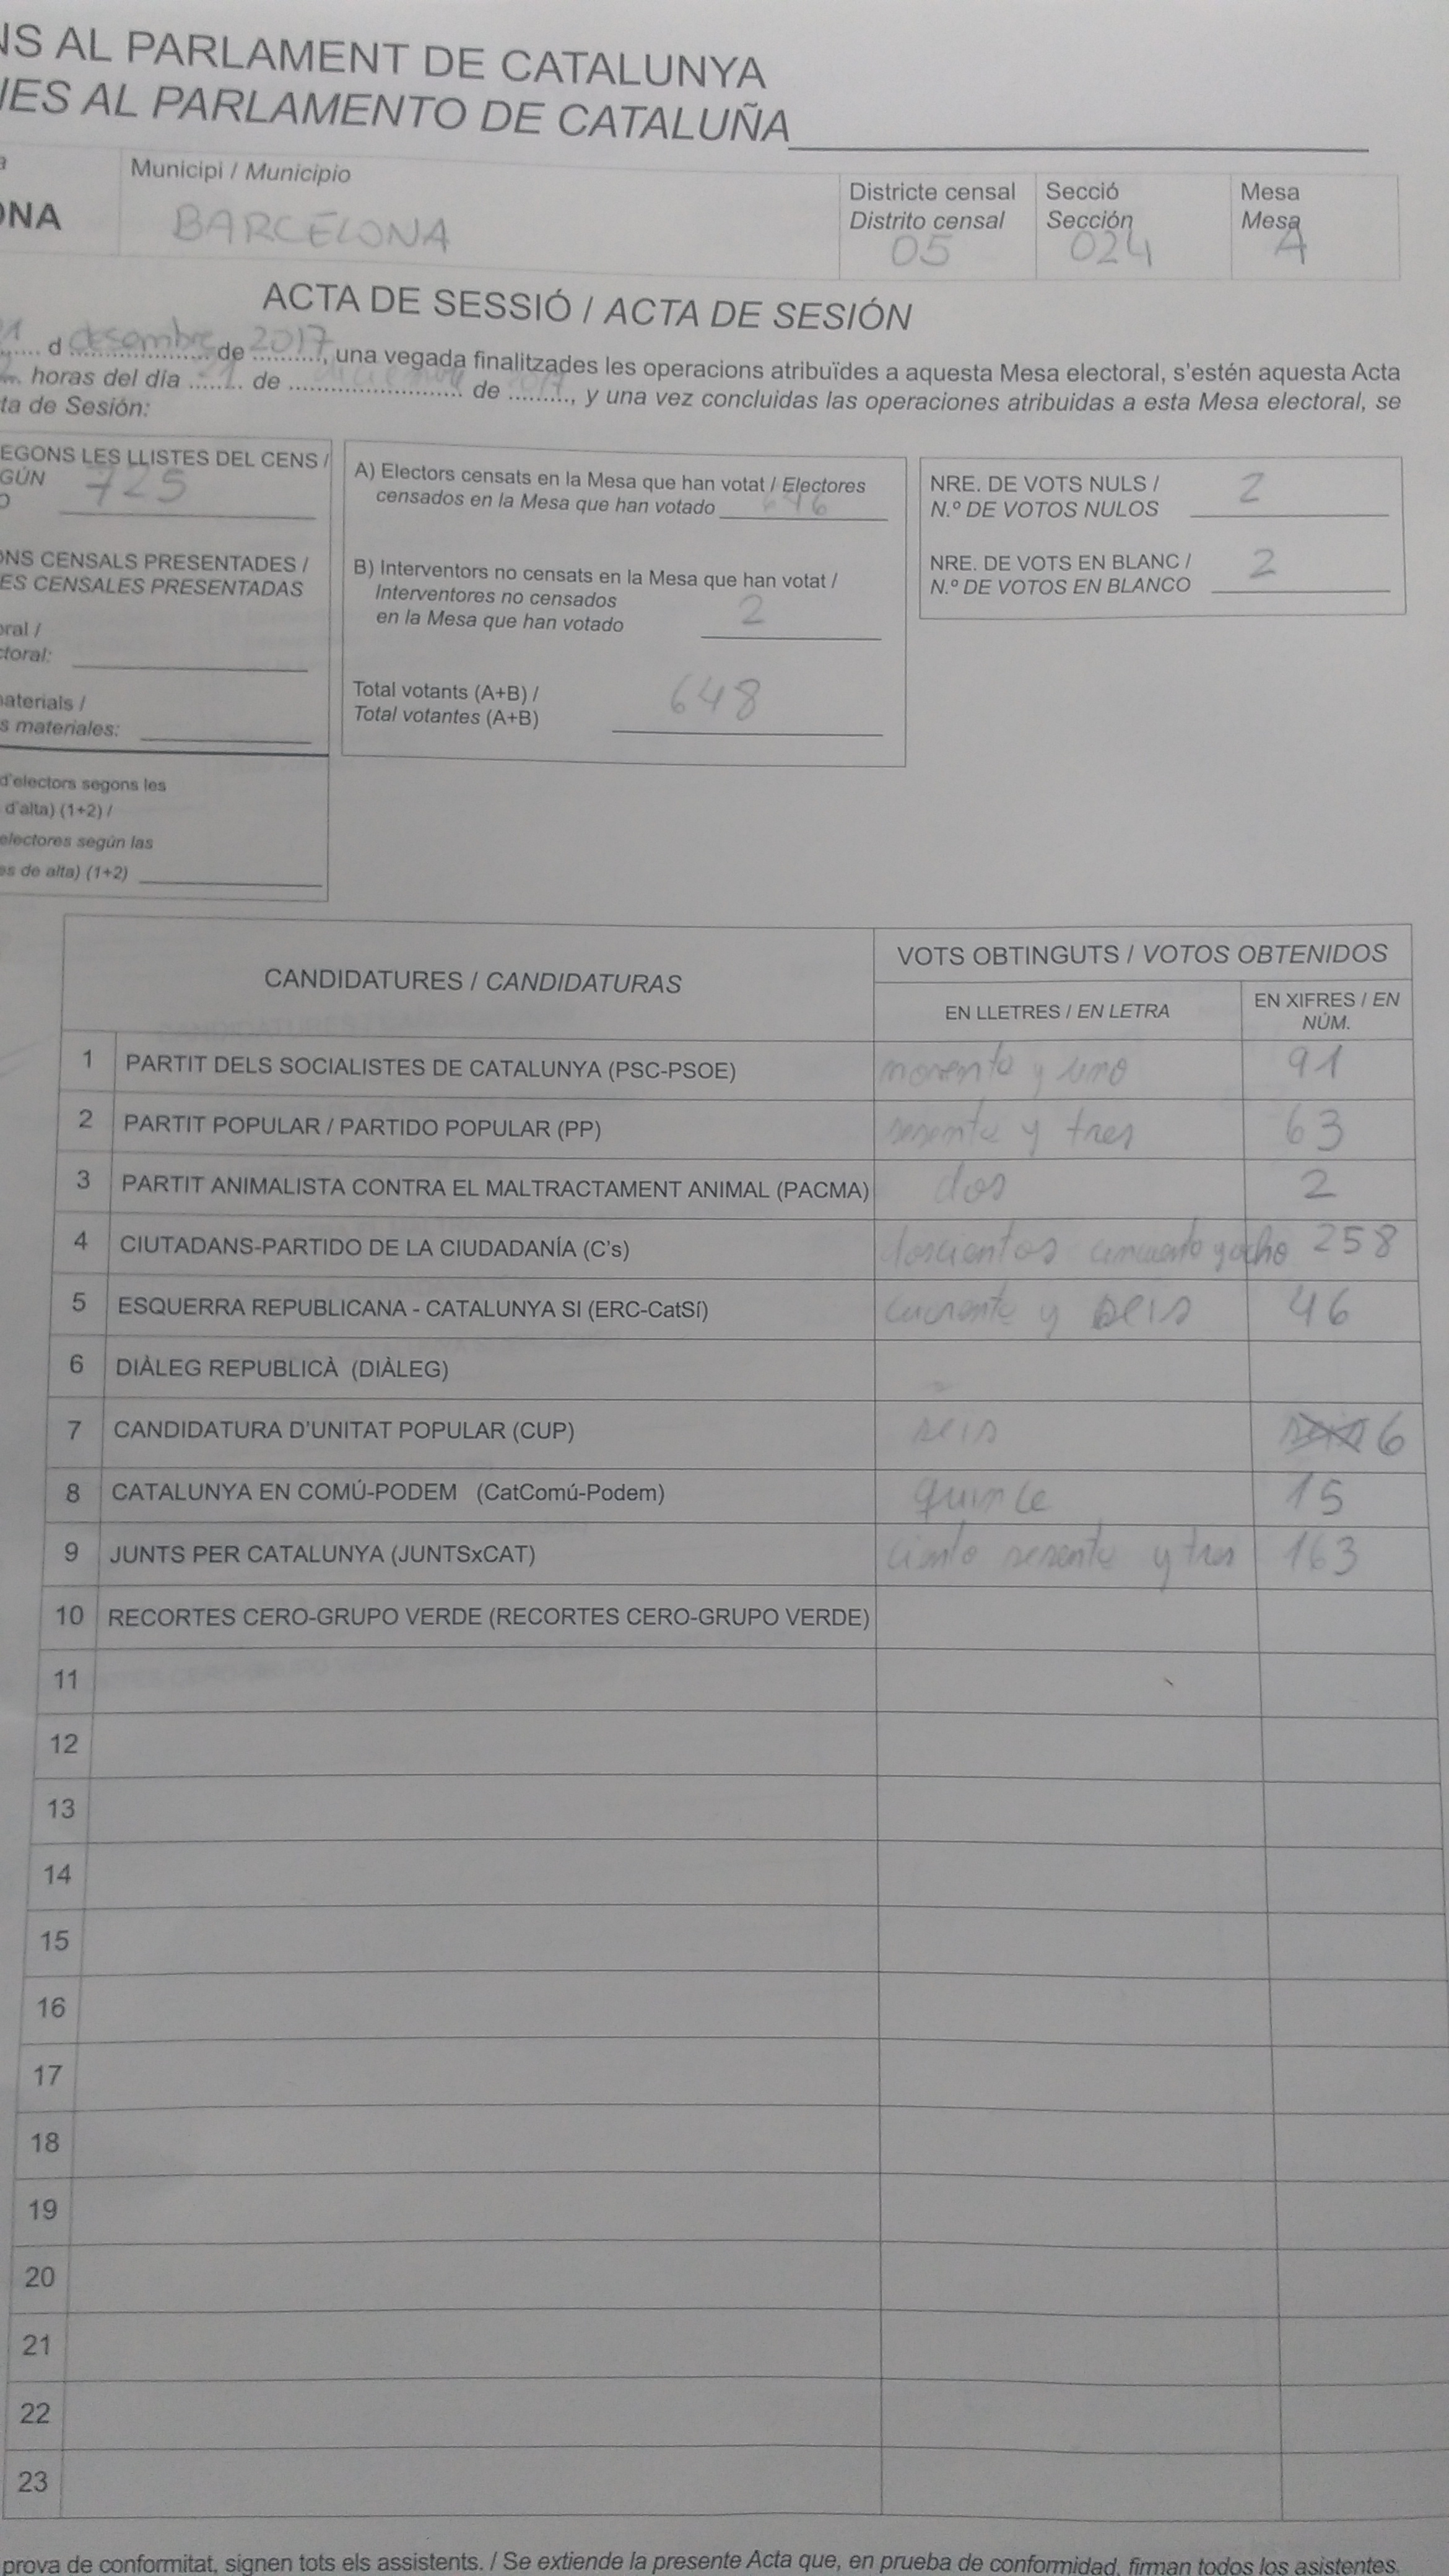 NS AL PARLAMENT DE CATALUNYA
NES AL PARLAMENTO DE CATALUÑA
a
ONA
Municipi / Municipio
BARCELONA
Districte censal
Distrito censal
05
Secció
Sección
024
Mesa
Mesa
A
ACTA DE SESSIÓ / ACTA DE SESIÓN
21 d desembre de 2017, una vegada finalitzades les operacions atribuïdes a aquesta Mesa electoral, s'estén aquesta Acta
horas del día ........ de diciembre de 2017, y una vez concluidas las operaciones atribuidas a esta Mesa electoral, se
ta de Sesión:
EGONS LES LLISTES DEL CENS /
GÚN
O 725
ONS CENSALS PRESENTADES /
ES CENSALES PRESENTADAS
oral /
ctoral:
materials /
s materiales:
d'electors segons les
d'alta) (1+2) /
electores según las
es de alta) (1+2)
A) Electors censats en la Mesa que han votat / Electores
censados en la Mesa que han votado 646
B) Interventors no censats en la Mesa que han votat /
Interventores no censados
en la Mesa que han votado 2
Total votants (A+B) /
Total votantes (A+B) 648
NRE. DE VOTS NULS /
N.º DE VOTOS NULOS 2
NRE. DE VOTS EN BLANC /
N.º DE VOTOS EN BLANCO 2
CANDIDATURES / CANDIDATURAS
VOTS OBTINGUTS / VOTOS OBTENIDOS
EN LLETRES / EN LETRA
EN XIFRES / EN
NÚM.
1 PARTIT DELS SOCIALISTES DE CATALUNYA (PSC-PSOE) noventa y uno 91
2 PARTIT POPULAR / PARTIDO POPULAR (PP) sesenta y tres 63
3 PARTIT ANIMALISTA CONTRA EL MALTRACTAMENT ANIMAL (PACMA) dos 2
4 CIUTADANS-PARTIDO DE LA CIUDADANÍA (C's) doscientos cincuenta y ocho 258
5 ESQUERRA REPUBLICANA - CATALUNYA SI (ERC-CatSí) cuarenta y seis 46
6 DIÀLEG REPUBLICÀ (DIÀLEG)
7 CANDIDATURA D'UNITAT POPULAR (CUP) seis 6
8 CATALUNYA EN COMÚ-PODEM (CatComú-Podem) quince 15
9 JUNTS PER CATALUNYA (JUNTSxCAT) ciento sesenta y tres 163
10 RECORTES CERO-GRUPO VERDE (RECORTES CERO-GRUPO VERDE)
11
12
13
14
15
16
17
18
19
20
21
22
23
prova de conformitat, signen tots els assistents. / Se extiende la presente Acta que, en prueba de conformidad, firman todos los asistentes.